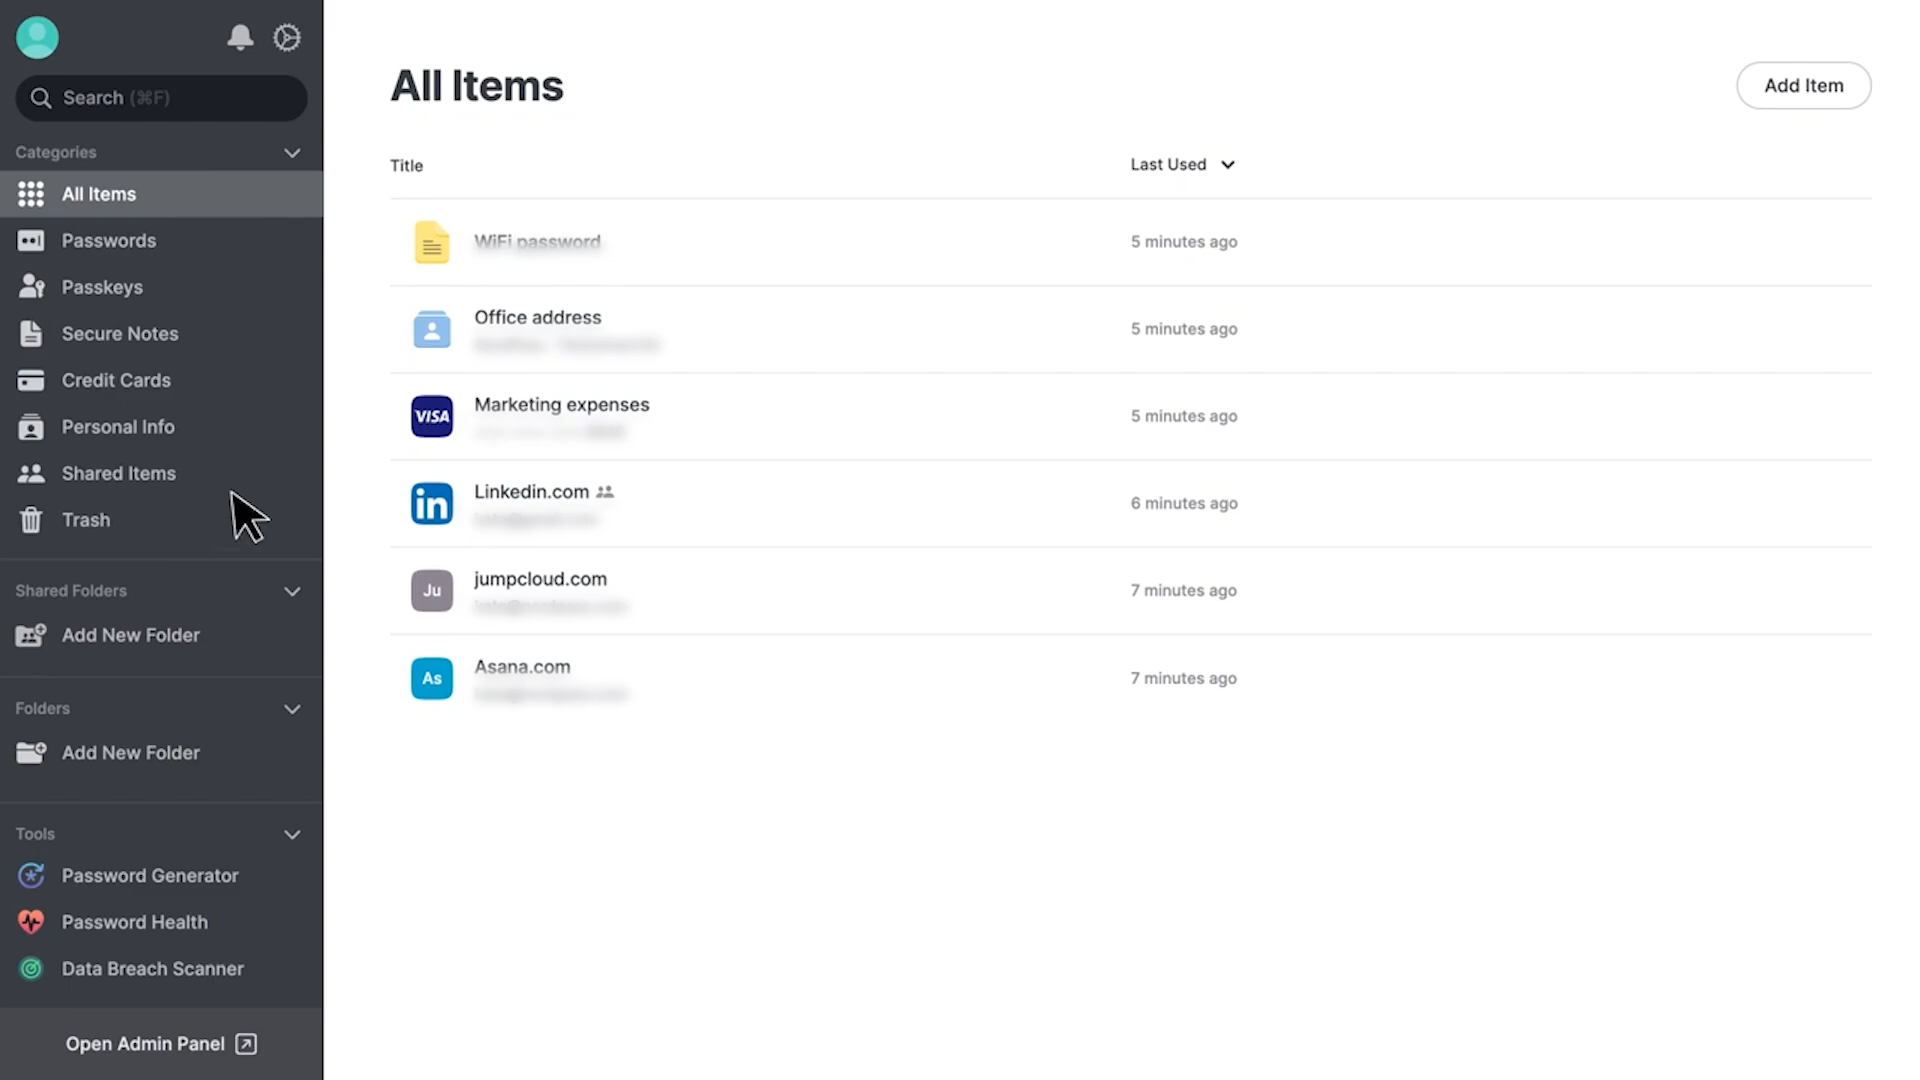 Search (⌘F)
Categories
All Items
Passwords
Passkeys
Secure Notes
Credit Cards
Personal Info
Shared Items
Trash
Shared Folders
Add New Folder
Folders
Add New Folder
Tools
Password Generator
Password Health
Data Breach Scanner
Open Admin Panel
All Items
Add Item
Title
Last Used
WiFi password
5 minutes ago
Office address
5 minutes ago
VISA
Marketing expenses
5 minutes ago
in
Linkedin.com
6 minutes ago
Ju
jumpcloud.com
7 minutes ago
As
Asana.com
7 minutes ago